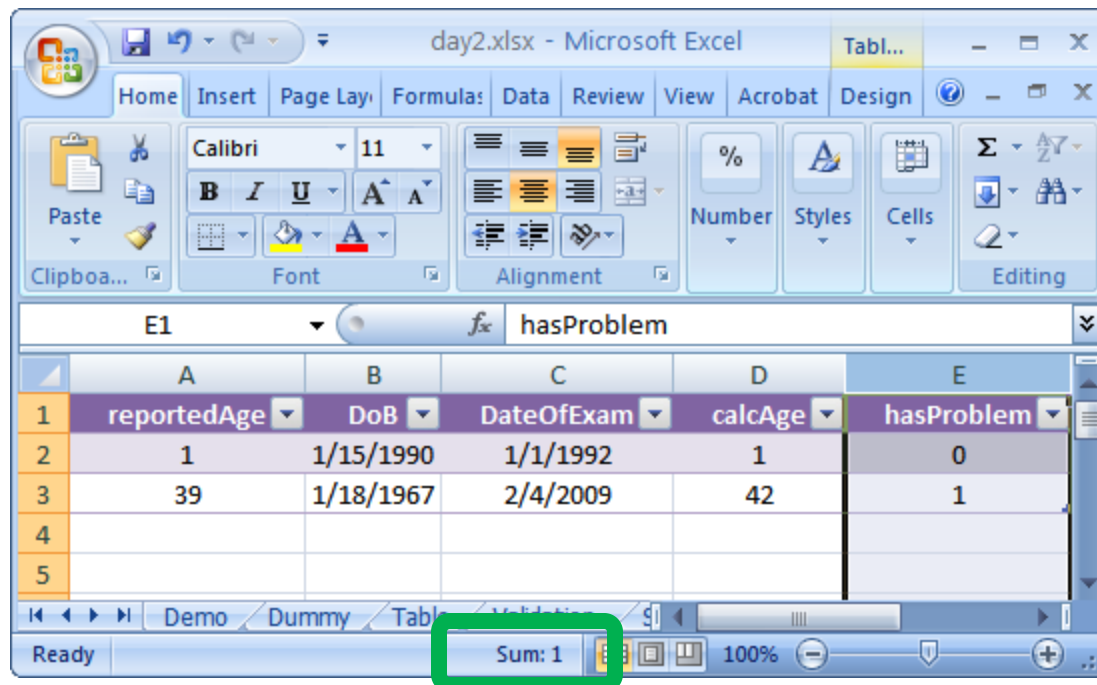 day2.xlsx - Microsoft Excel Tabl...
Home Insert Page Lay Formulas Data Review View Acrobat Design
Calibri 11 % A Σ
Paste B I U A A Number Styles Cells
A
Clipboa... Font Alignment Editing
E1 fx hasProblem
A B C D E
1 reportedAge DoB DateOfExam calcAge hasProblem
2 1 1/15/1990 1/1/1992 1 0
3 39 1/18/1967 2/4/2009 42 1
4
5
Demo Dummy Table
Ready Sum: 1 100%